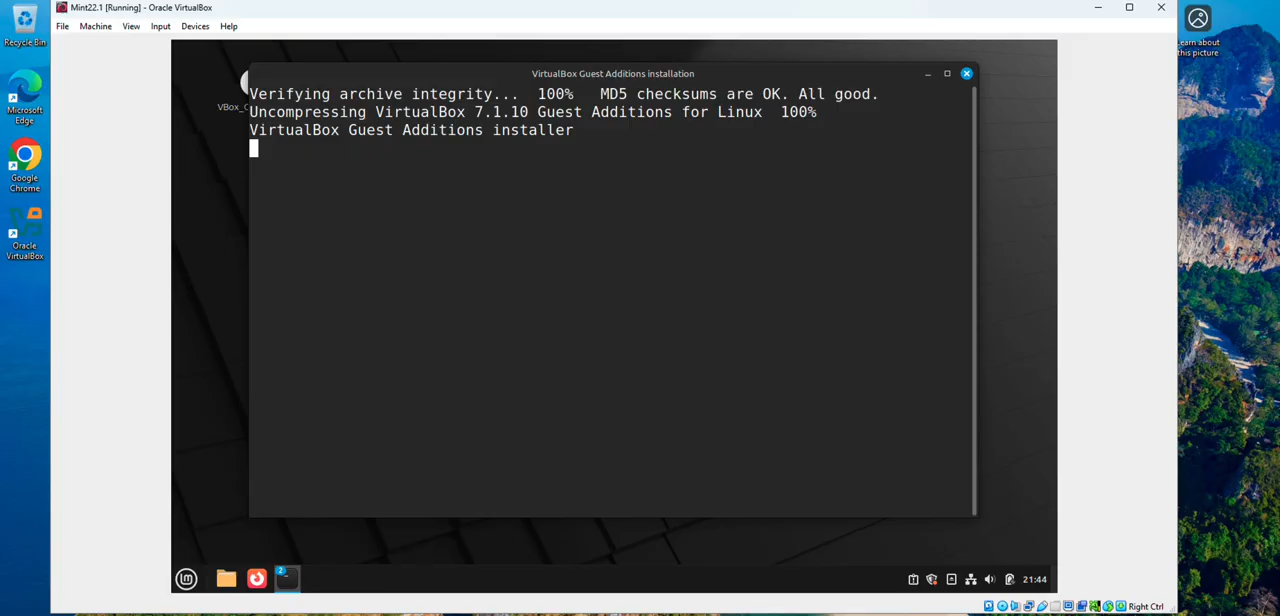 Mint22.1 [Running] - Oracle VirtualBox
File Machine View Input Devices Help
Recycle Bin
Microsoft
Edge
Google
Chrome
Oracle
VirtualBox
Learn about
this picture
VirtualBox Guest Additions installation
Verifying archive integrity... 100% MD5 checksums are OK. All good.
Uncompressing VirtualBox 7.1.10 Guest Additions for Linux 100%
VirtualBox Guest Additions installer
VBox_
2
21:44
Right Ctrl